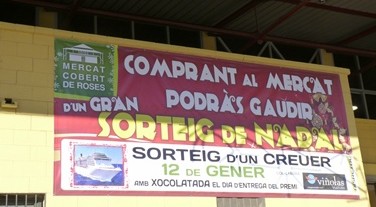 MERCAT
COBERT
DE ROSES
COMPRANT AL MERCAT
PODRÀS GAUDIR
D'UN GRAN
SORTEIG DE NADAL
SORTEIG D'UN CREUER
12 DE GENER
AMB XOCOLATADA EL DIA D'ENTREGA DEL PREMI
viñolas